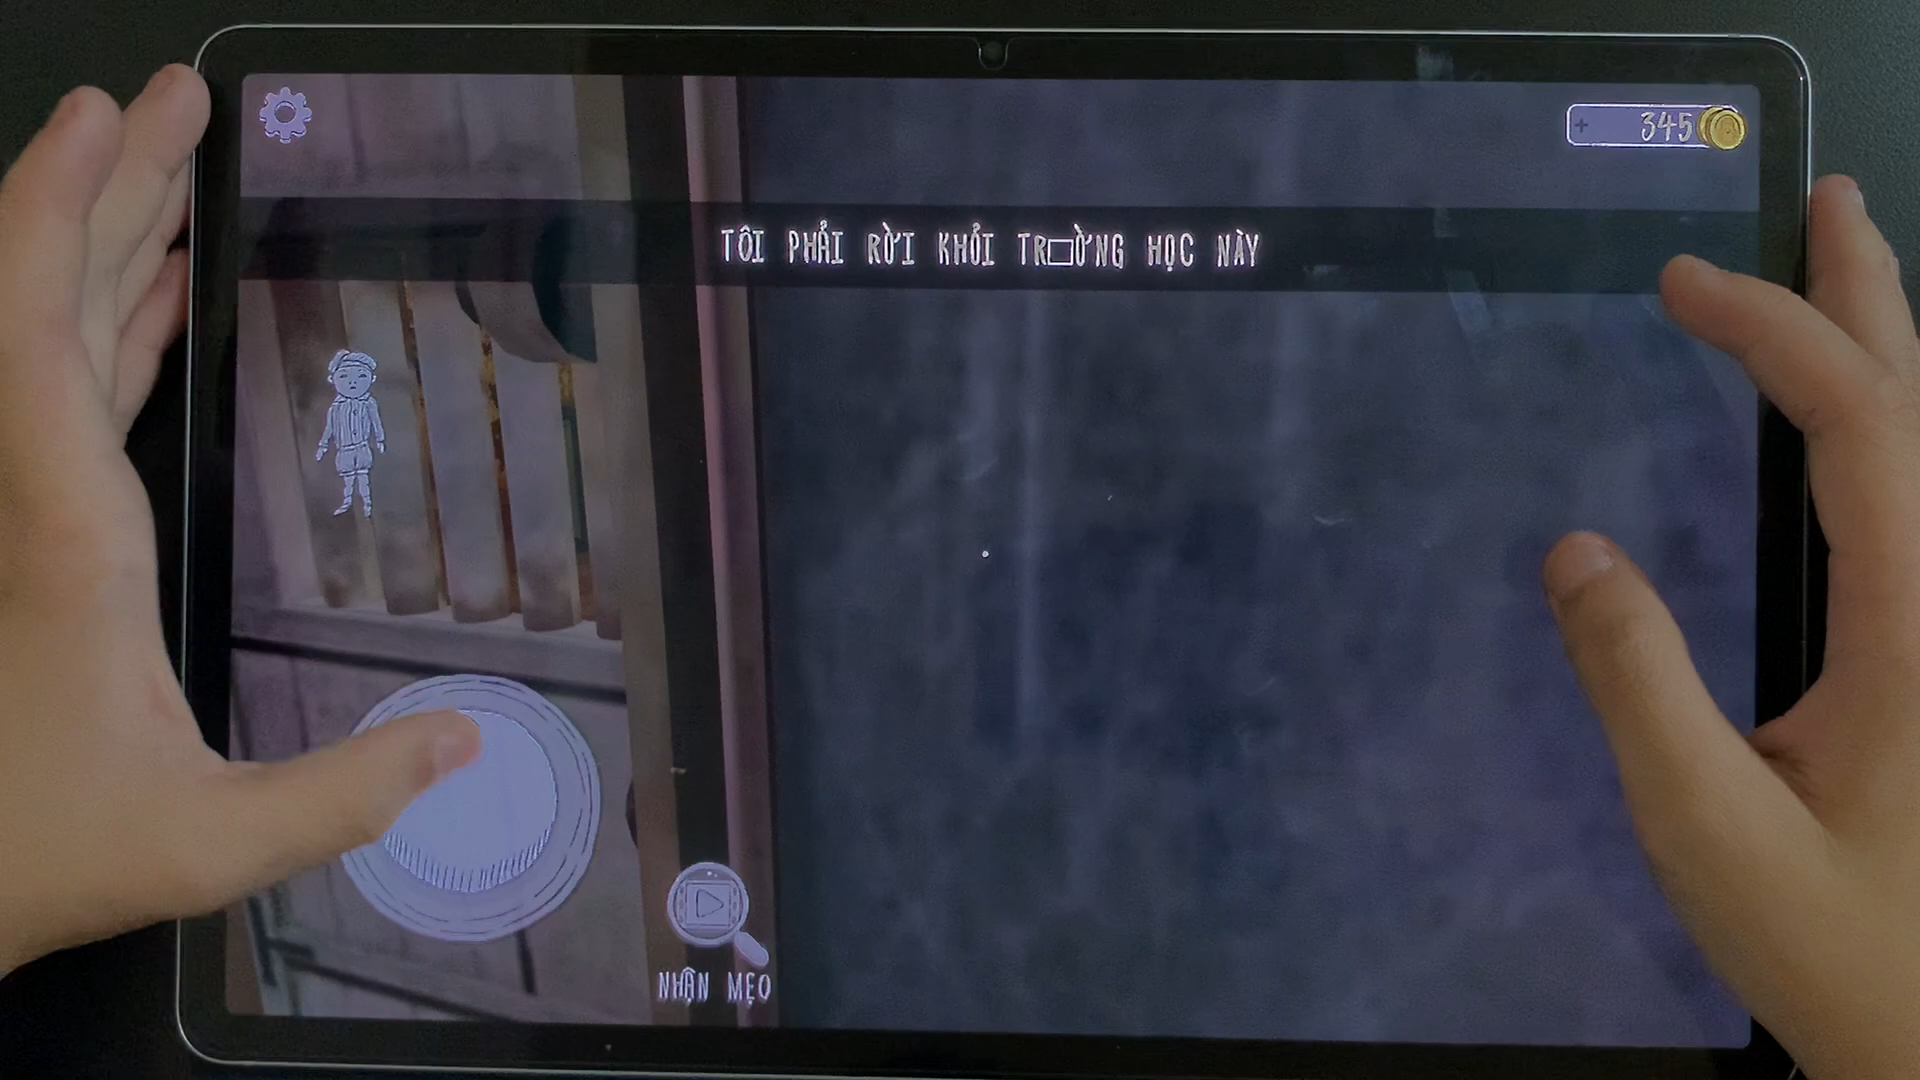 345
TÔI PHẢI RỜI KHỎI TR□ỜNG HỌC NÀY
NHẬN MẸO